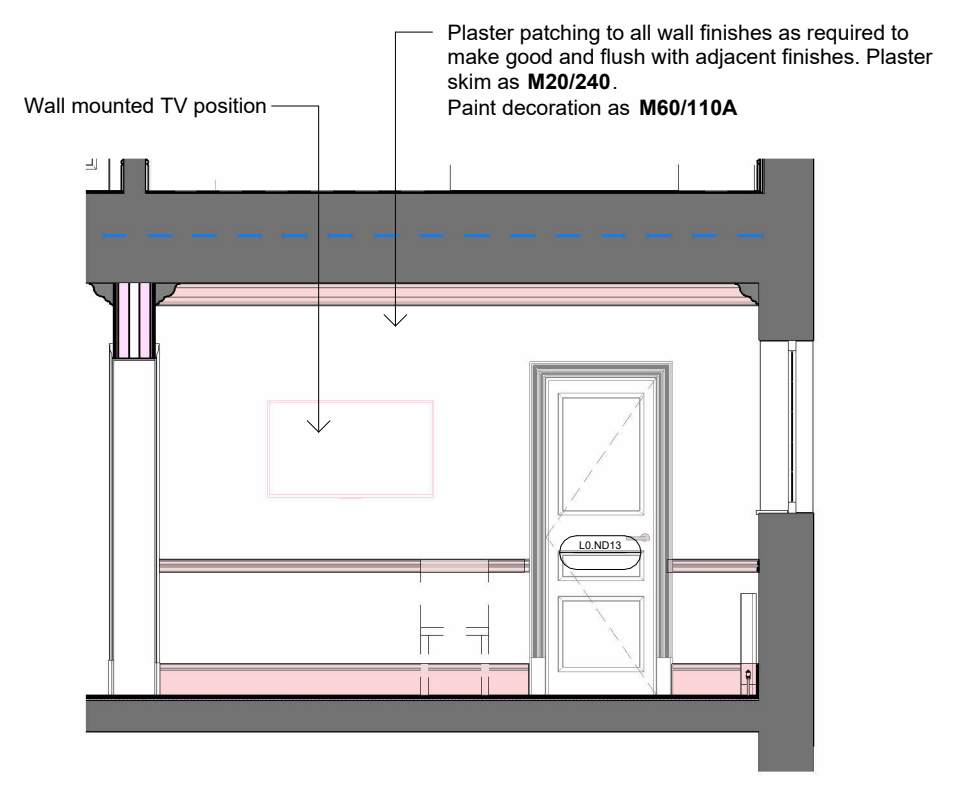 Plaster patching to all wall finishes as required to
make good and flush with adjacent finishes. Plaster
skim as M20/240.
Paint decoration as M60/110A
Wall mounted TV position
L0.ND13